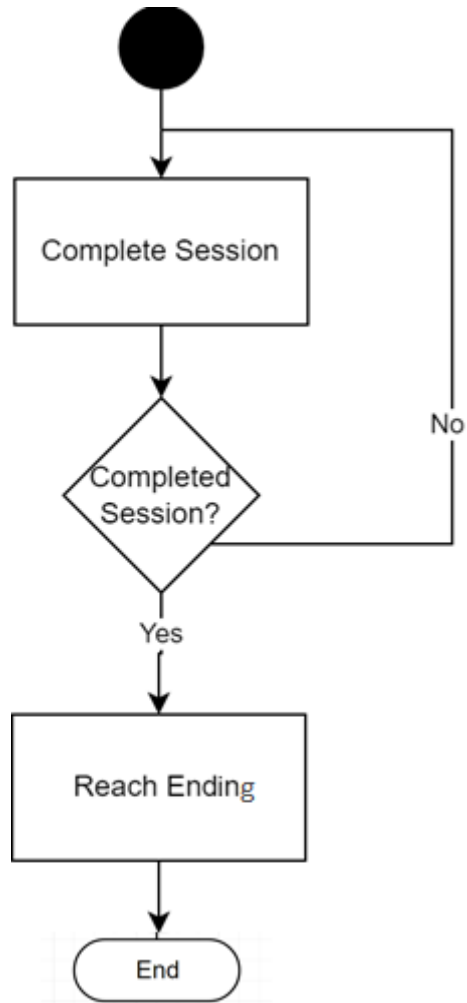 Complete Session
No
Completed
Session?
Yes
Reach Ending
End